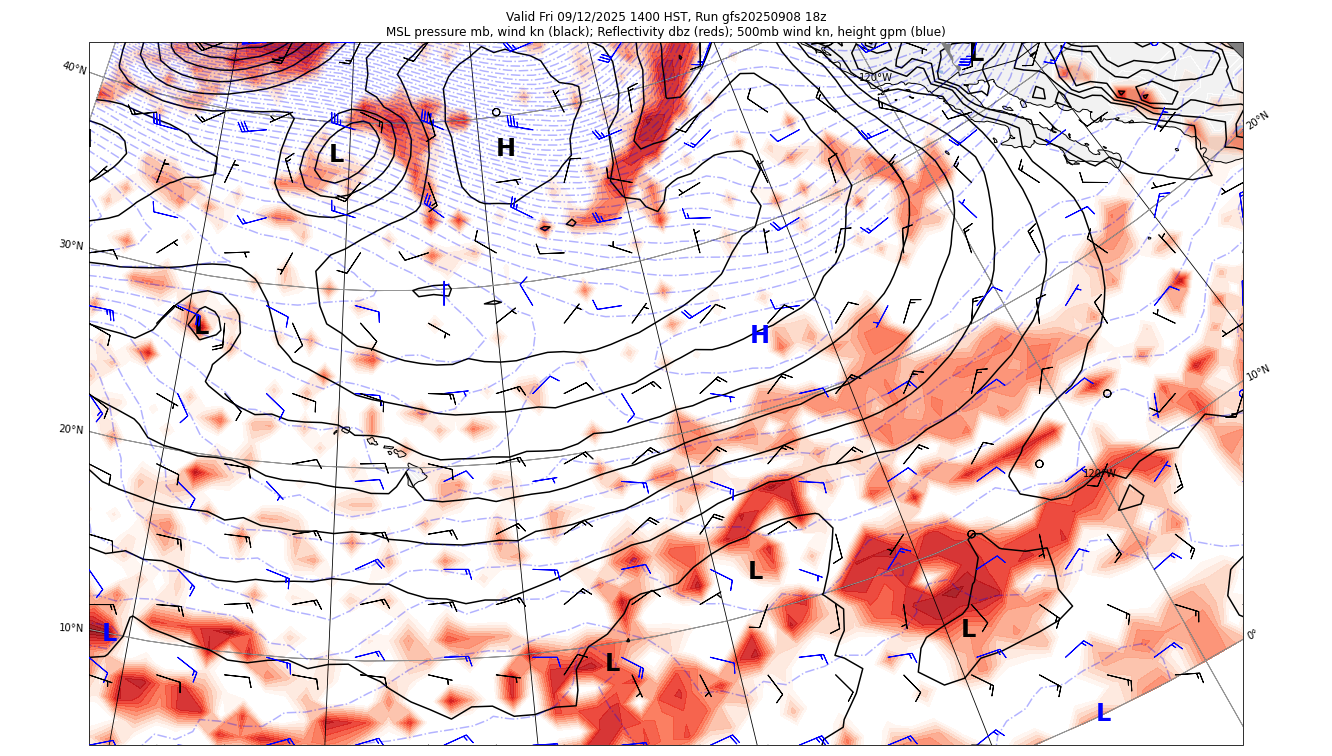 Valid Fri 09/12/2025 1400 HST, Run gfs20250908 18z
MSL pressure mb, wind kn (black); Reflectivity dbz (reds); 500mb wind kn, height gpm (blue)
L
40°N
120°W
20°N
L
H
30°N
L
H
10°N
20°N
120°W
L
10°N
L
L
0°
L
L